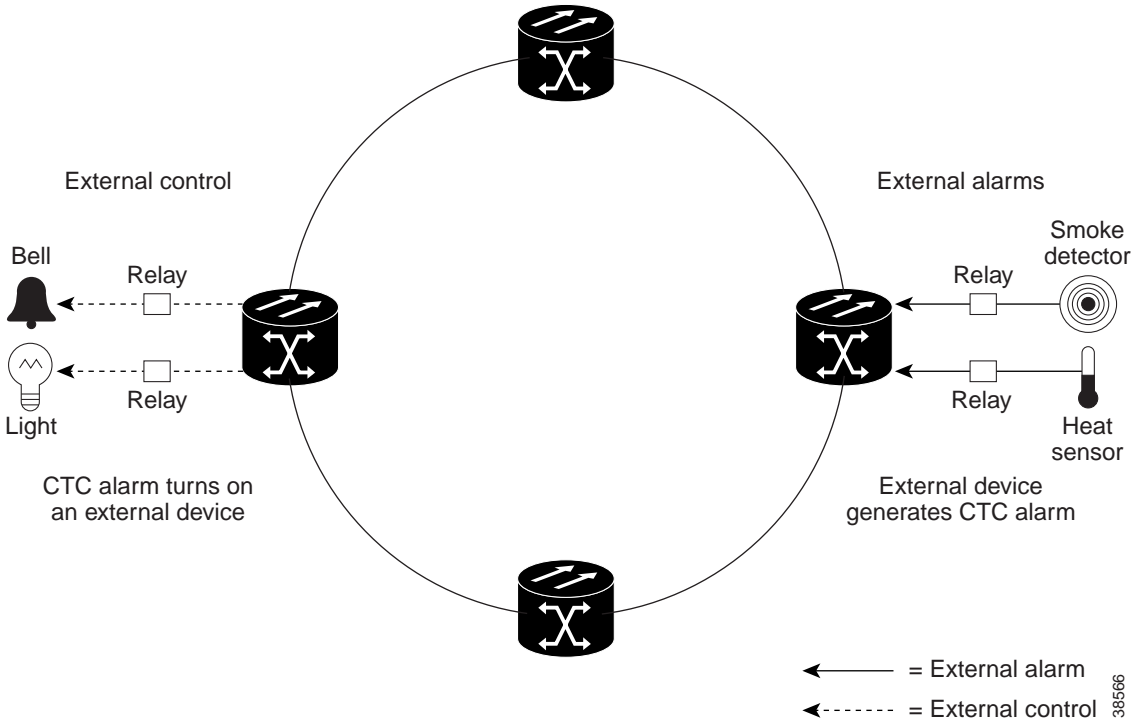 External control
Bell
Relay
Relay
Light
CTC alarm turns on
an external device
External alarms
Smoke
detector
Relay
Relay
Heat
sensor
External device
generates CTC alarm
= External alarm
= External control
38566